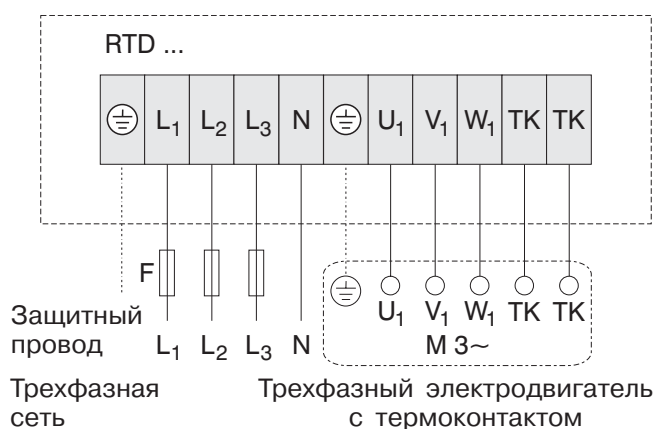 RTD ...
L1 L2 L3 N U1 V1 W1 TK TK
F
U1 V1 W1 TK TK
Защитный
провод L1 L2 L3 N M 3~
Трехфазная
сеть
Трехфазный электродвигатель
с термоконтактом